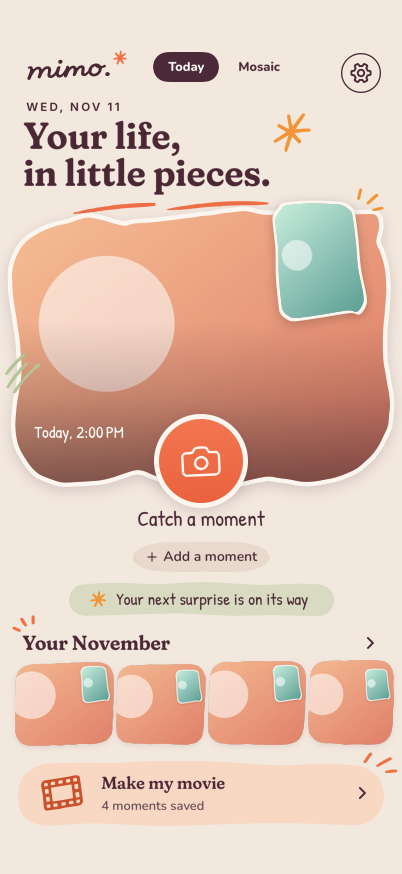 mimo.
Today
Mosaic
WED, NOV 11
Your life,
in little pieces.
Today, 2:00 PM
Catch a moment
+ Add a moment
Your next surprise is on its way
Your November
Make my movie
4 moments saved